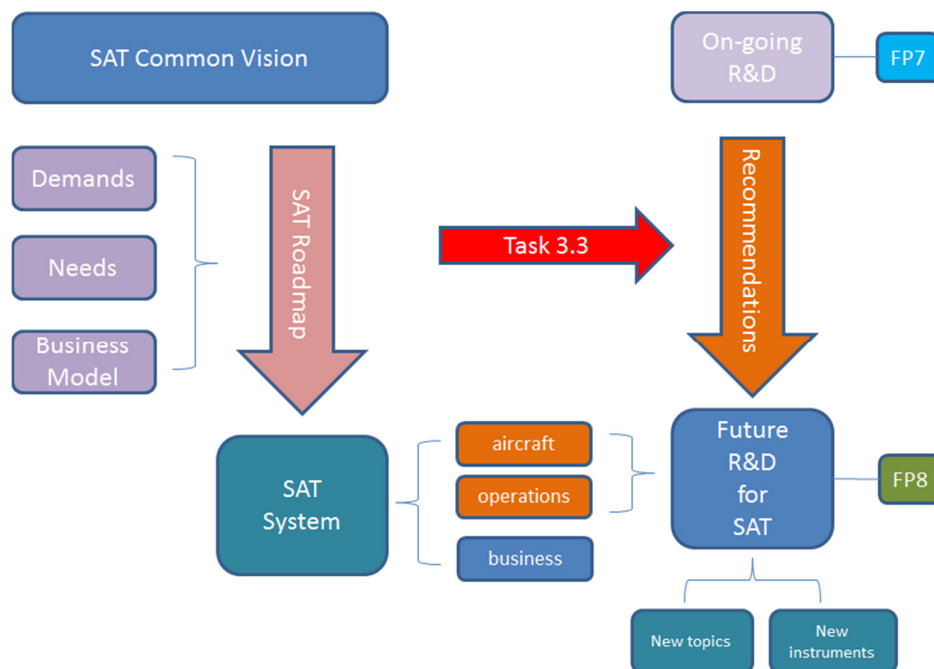 SAT Common Vision
On-going
R&D
FP7
Demands
Needs
Business
Model
SAT Roadmap
Task 3.3
Recommendations
SAT
System
aircraft
operations
business
Future
R&D
for
SAT
FP8
New topics
New
instruments